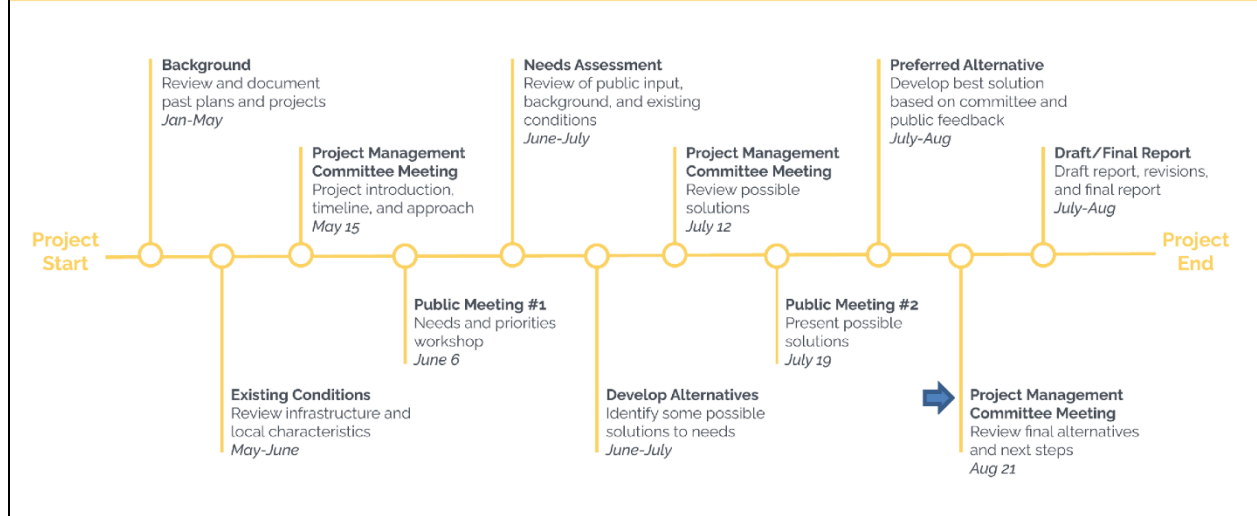 Background
Review and document
past plans and projects
Jan-May
Needs Assessment
Review of public input,
background, and existing
conditions
June-July
Preferred Alternative
Develop best solution
based on committee and
public feedback
July-Aug
Project Management
Committee Meeting
Project introduction,
timeline, and approach
May 15
Project Management
Committee Meeting
Review possible
solutions
July 12
Draft/Final Report
Draft report, revisions,
and final report
July-Aug
Project
Start
Project
End
Public Meeting #1
Needs and priorities
workshop
June 6
Public Meeting #2
Present possible
solutions
July 19
Existing Conditions
Review infrastructure and
local characteristics
May-June
Develop Alternatives
Identify some possible
solutions to needs
June-July
Project Management
Committee Meeting
Review final alternatives
and next steps
Aug 21